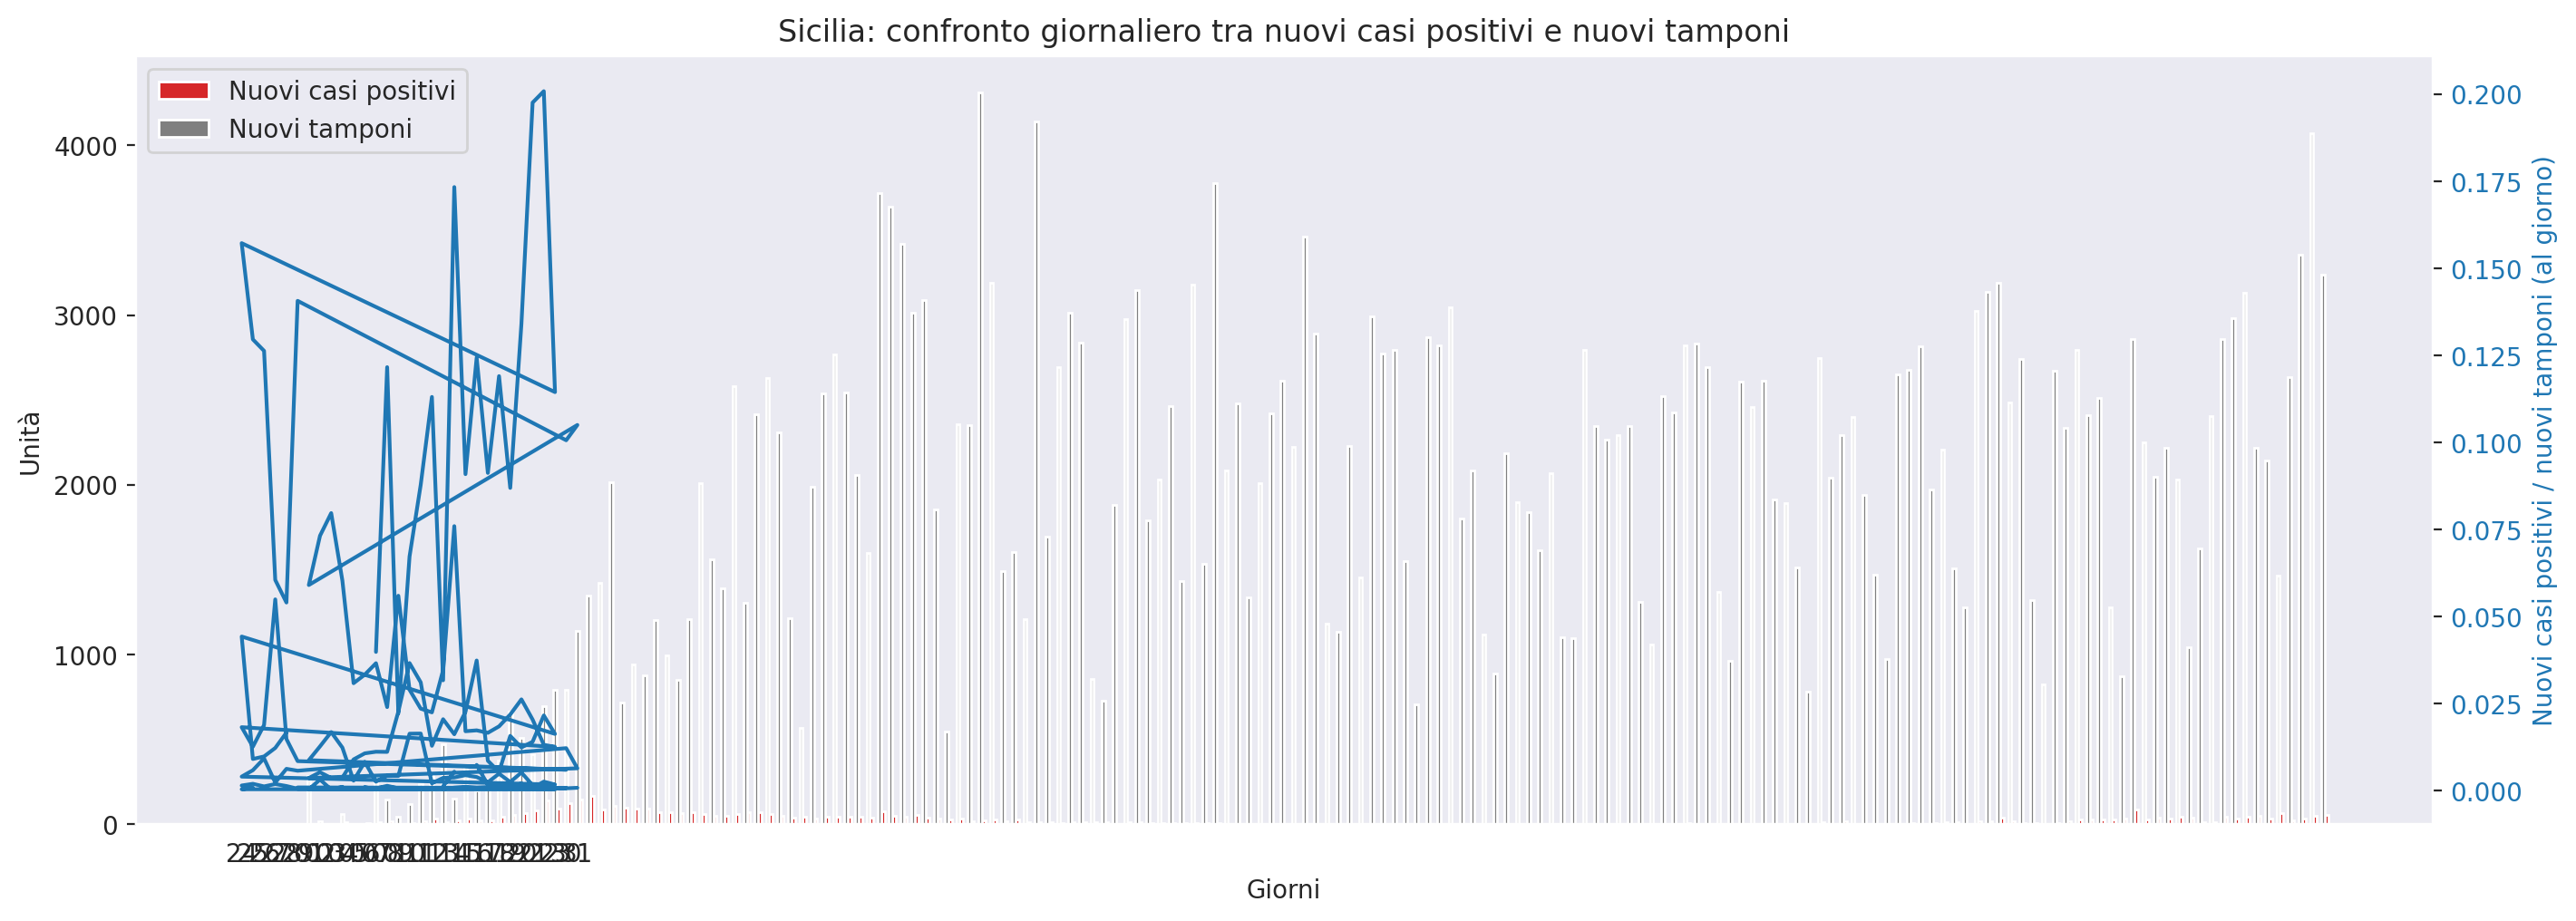 Sicilia: confronto giornaliero tra nuovi casi positivi e nuovi tamponi
Nuovi casi positivi
Nuovi tamponi
4000
3000
2000
1000
0
Unità
0.200
0.175
0.150
0.125
0.100
0.075
0.050
0.025
0.000
Nuovi casi positivi / nuovi tamponi (al giorno)
Giorni